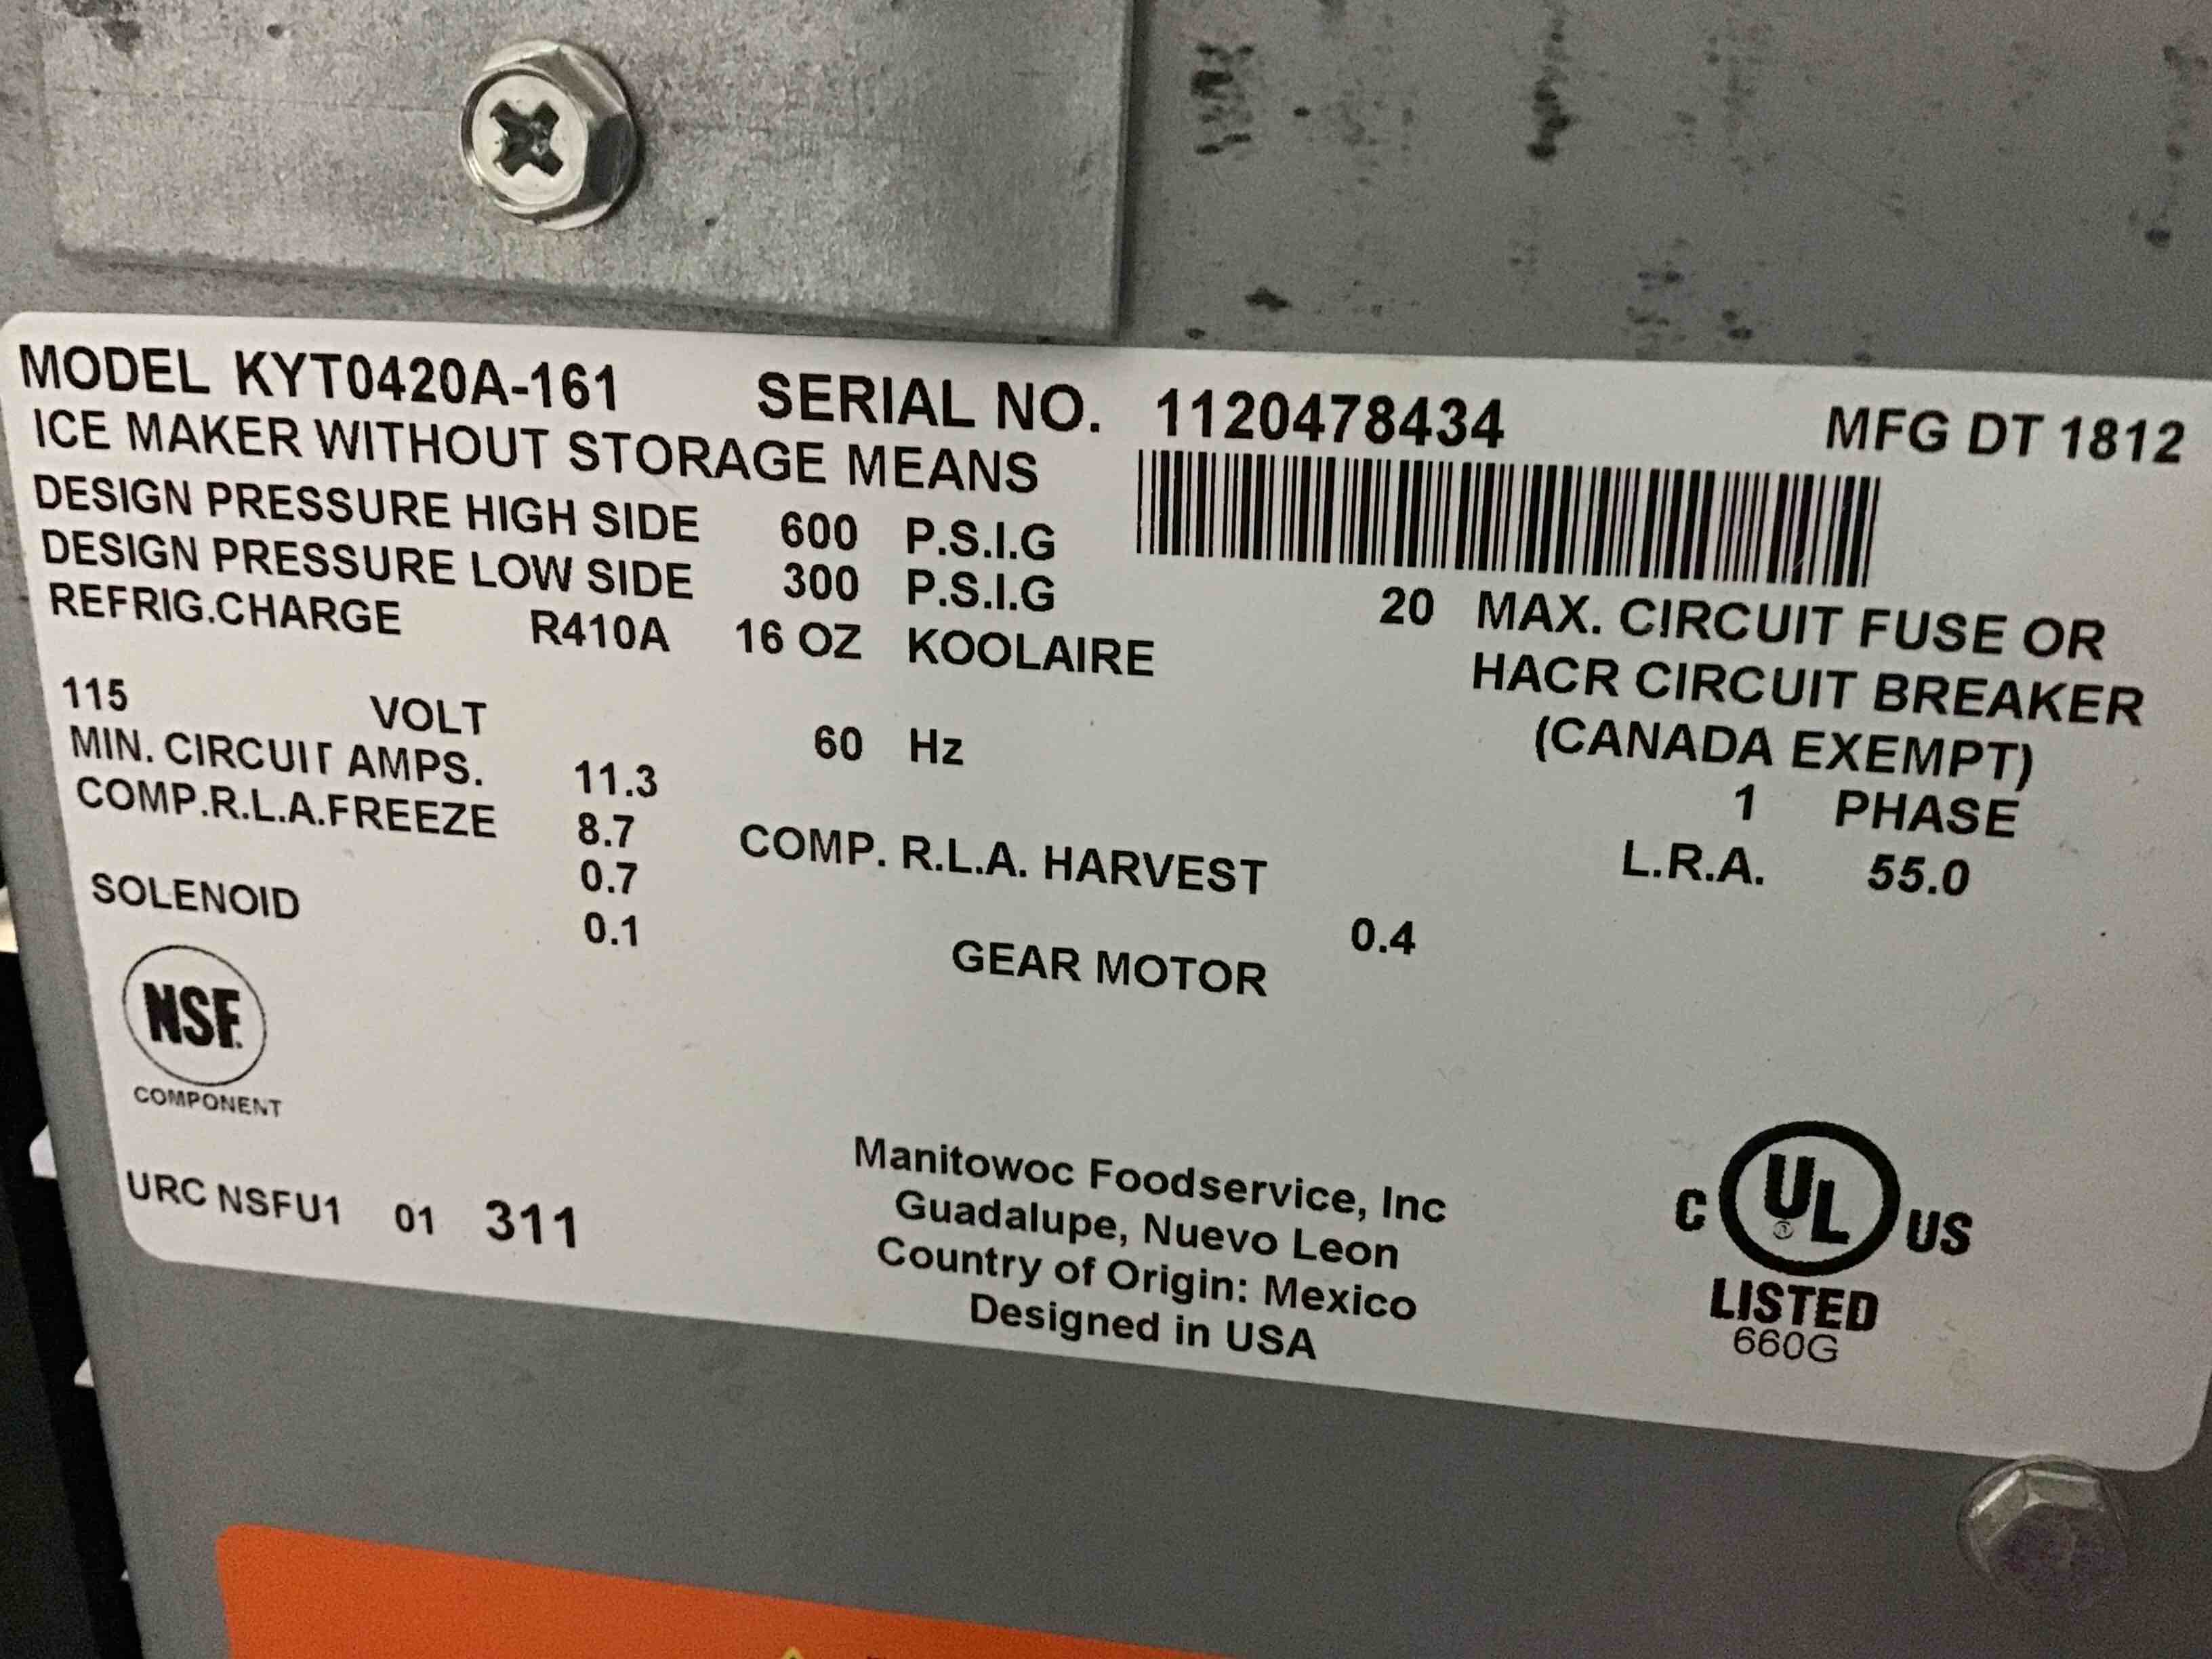 MODEL KYT0420A-161 SERIAL NO. 1120478434 MFG DT 1812
ICE MAKER WITHOUT STORAGE MEANS
DESIGN PRESSURE HIGH SIDE 600 P.S.I.G
DESIGN PRESSURE LOW SIDE 300 P.S.I.G
REFRIG.CHARGE R410A 16 OZ KOOLAIRE
20 MAX. CIRCUIT FUSE OR
HACR CIRCUIT BREAKER
(CANADA EXEMPT)
115 VOLT 60 Hz 1 PHASE
MIN. CIRCUIT AMPS. 11.3
COMP.R.L.A.FREEZE 8.7 COMP. R.L.A. HARVEST L.R.A. 55.0
0.7 0.4
SOLENOID 0.1 GEAR MOTOR
NSF.
COMPONENT
URC NSFU1 01 311
Manitowoc Foodservice, Inc
Guadalupe, Nuevo Leon
Country of Origin: Mexico
Designed in USA
C UL US
LISTED
660G